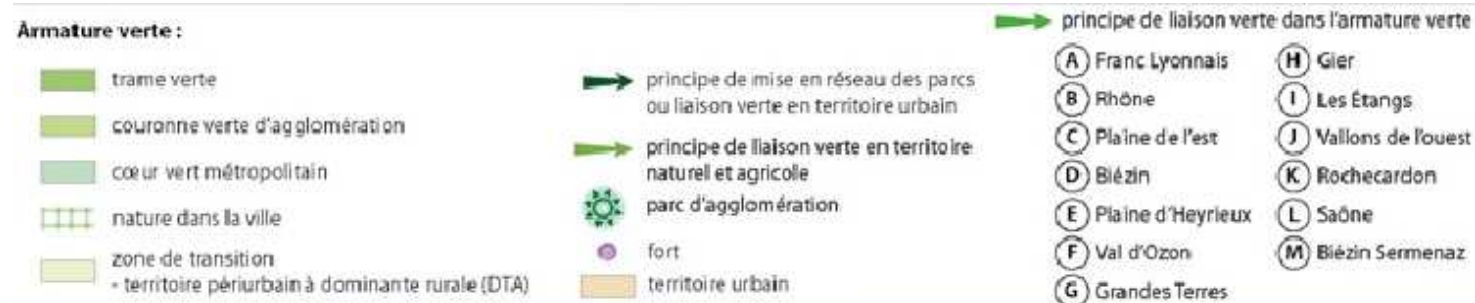 Armature verte :
trame verte
couronne verte d'agglomération
cœur vert métropolitain
nature dans la ville
zone de transition
- territoire périurbain à dominante rurale (DTA)
principe de mise en réseau des parcs
ou liaison verte en territoire urbain
principe de liaison verte en territoire
naturel et agricole
parc d'agglomération
fort
territoire urbain
principe de liaison verte dans l'armature verte
A Franc Lyonnais
B Rhône
C Plaine de l'est
D Biézin
E Plaine d'Heyrieux
F Val d'Ozon
G Grandes Terres
H Gier
I Les Étangs
J Vallons de l'ouest
K Rochecardon
L Saône
M Biézin Sermenaz